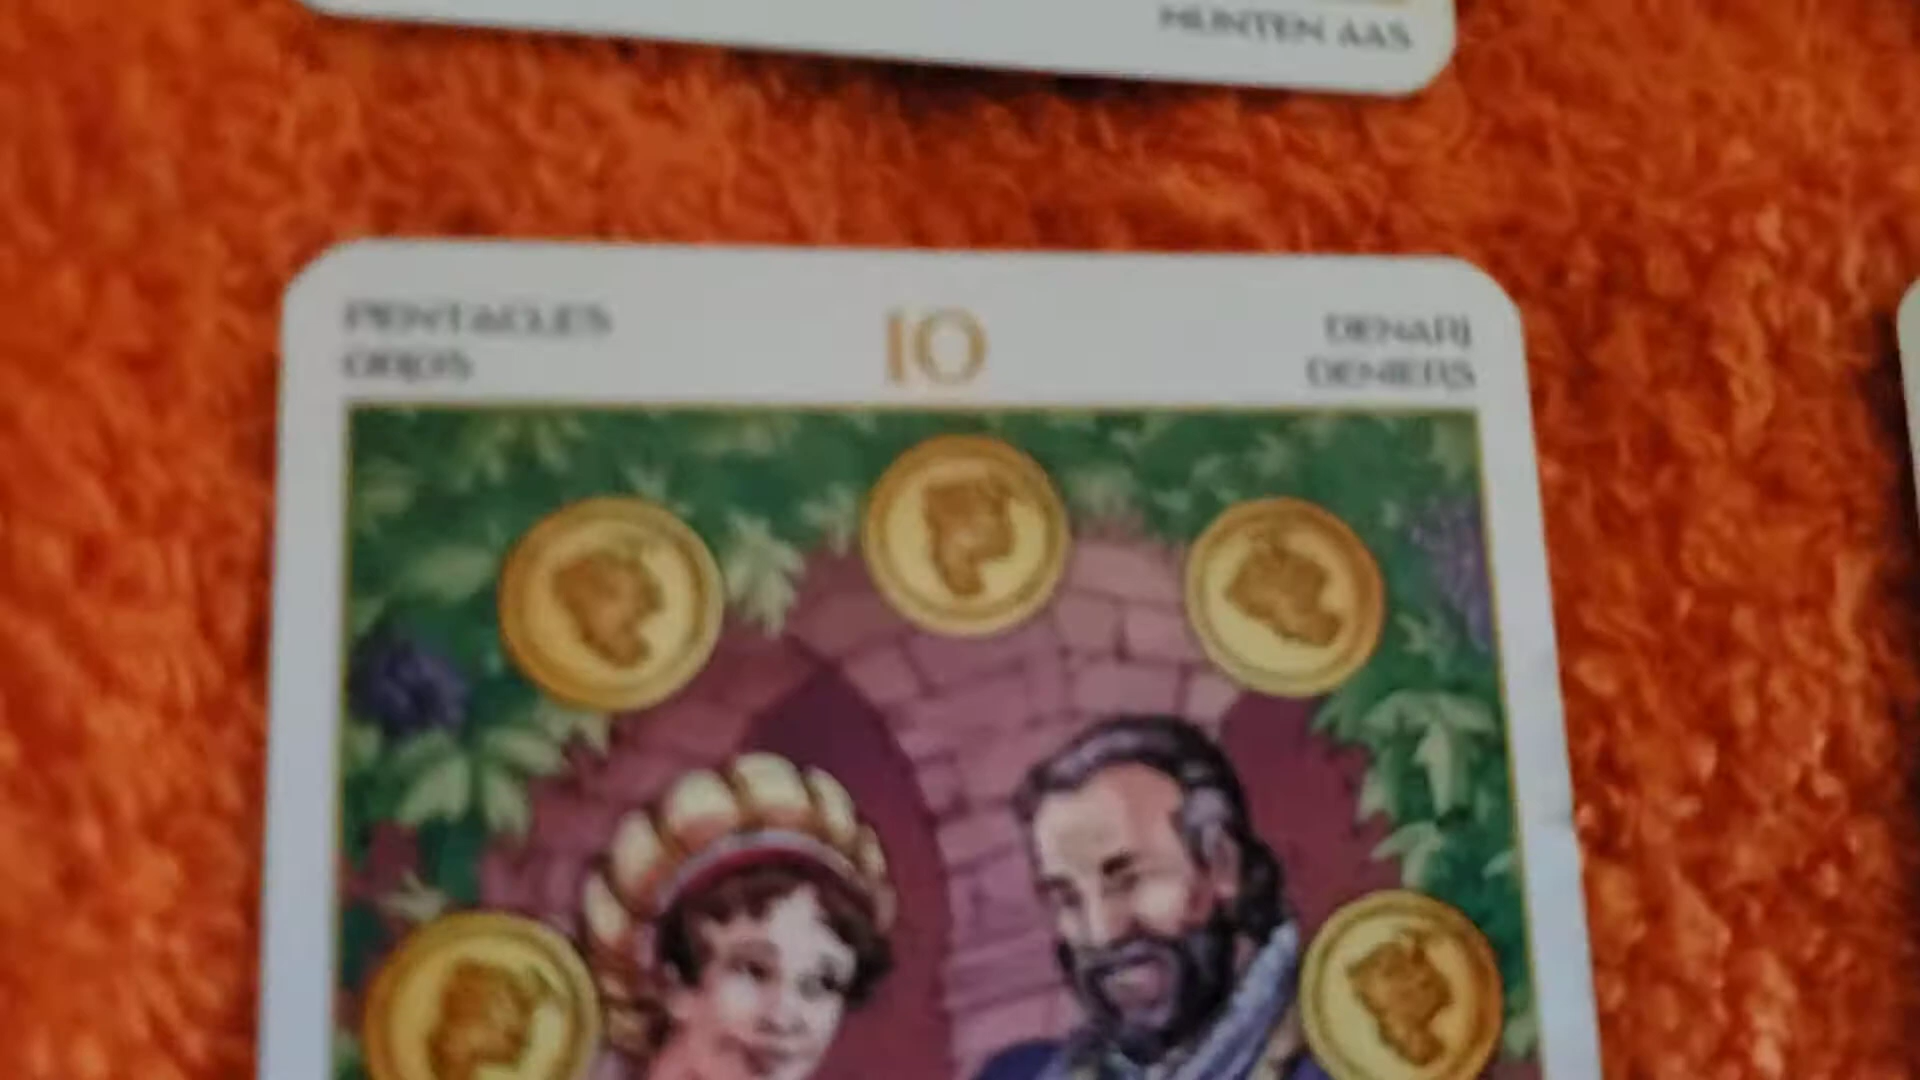 MUNTEN AAS
PENTACLES
OROS
10
DENARI
DENIERS